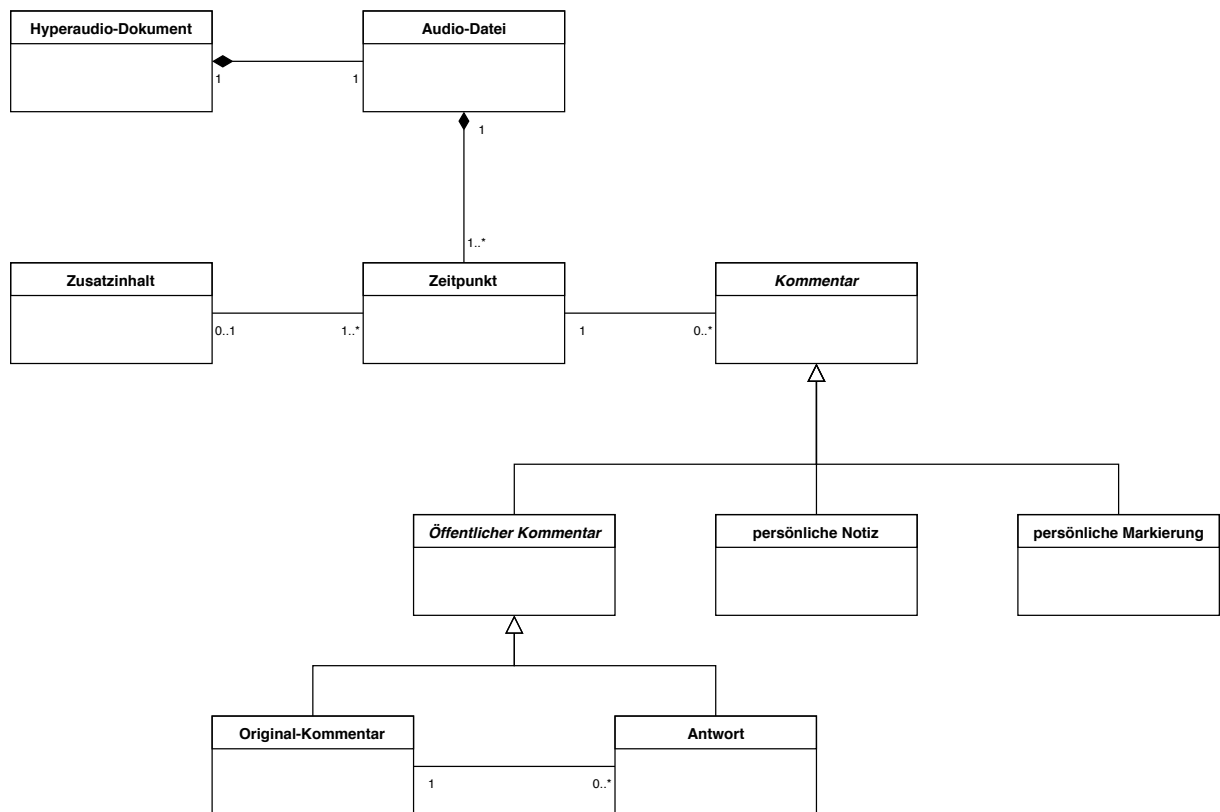 Hyperaudio-Dokument
Audio-Datei
1
1
1
1..*
Zusatzinhalt
Zeitpunkt
Kommentar
0..1
1..*
1
0..*
Öffentlicher Kommentar
persönliche Notiz
persönliche Markierung
Original-Kommentar
Antwort
1
0..*